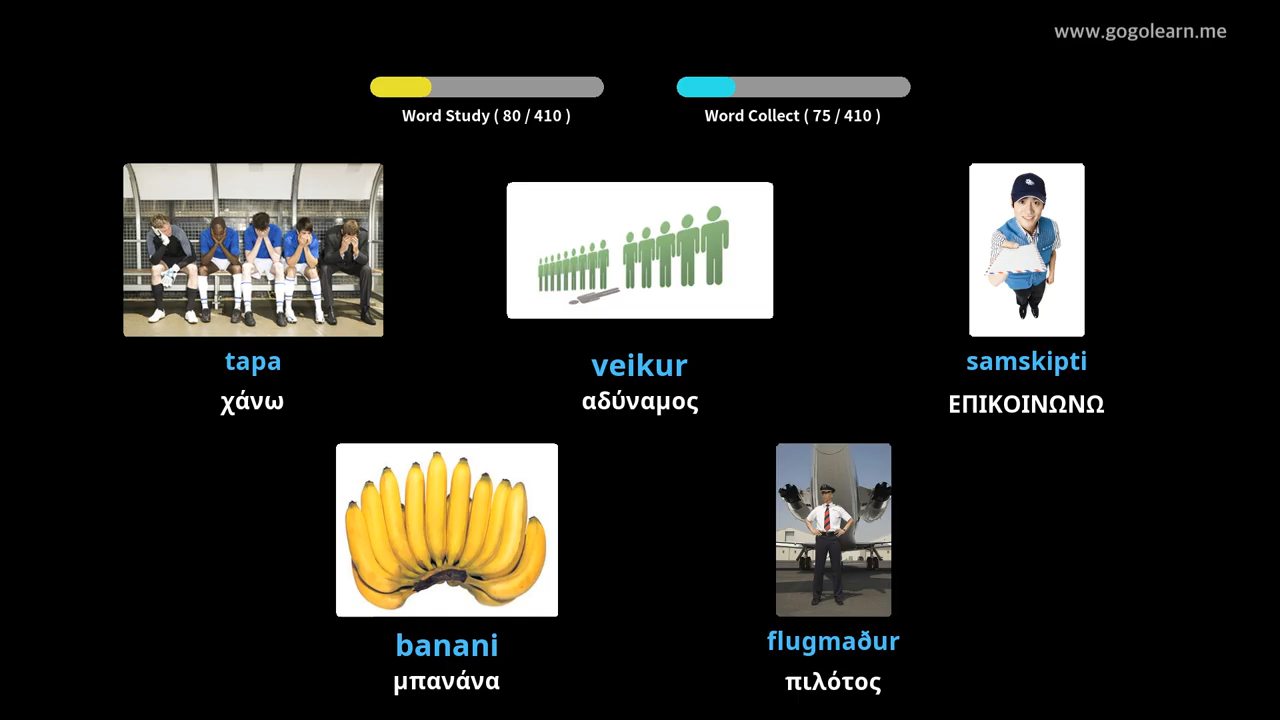 www.gogolearn.me
Word Study ( 80 / 410 )
Word Collect ( 75 / 410 )
tapa
χάνω
veikur
αδύναμος
samskipti
ΕΠΙΚΟΙΝΩΝΩ
banani
μπανάνα
flugmaður
πιλότος